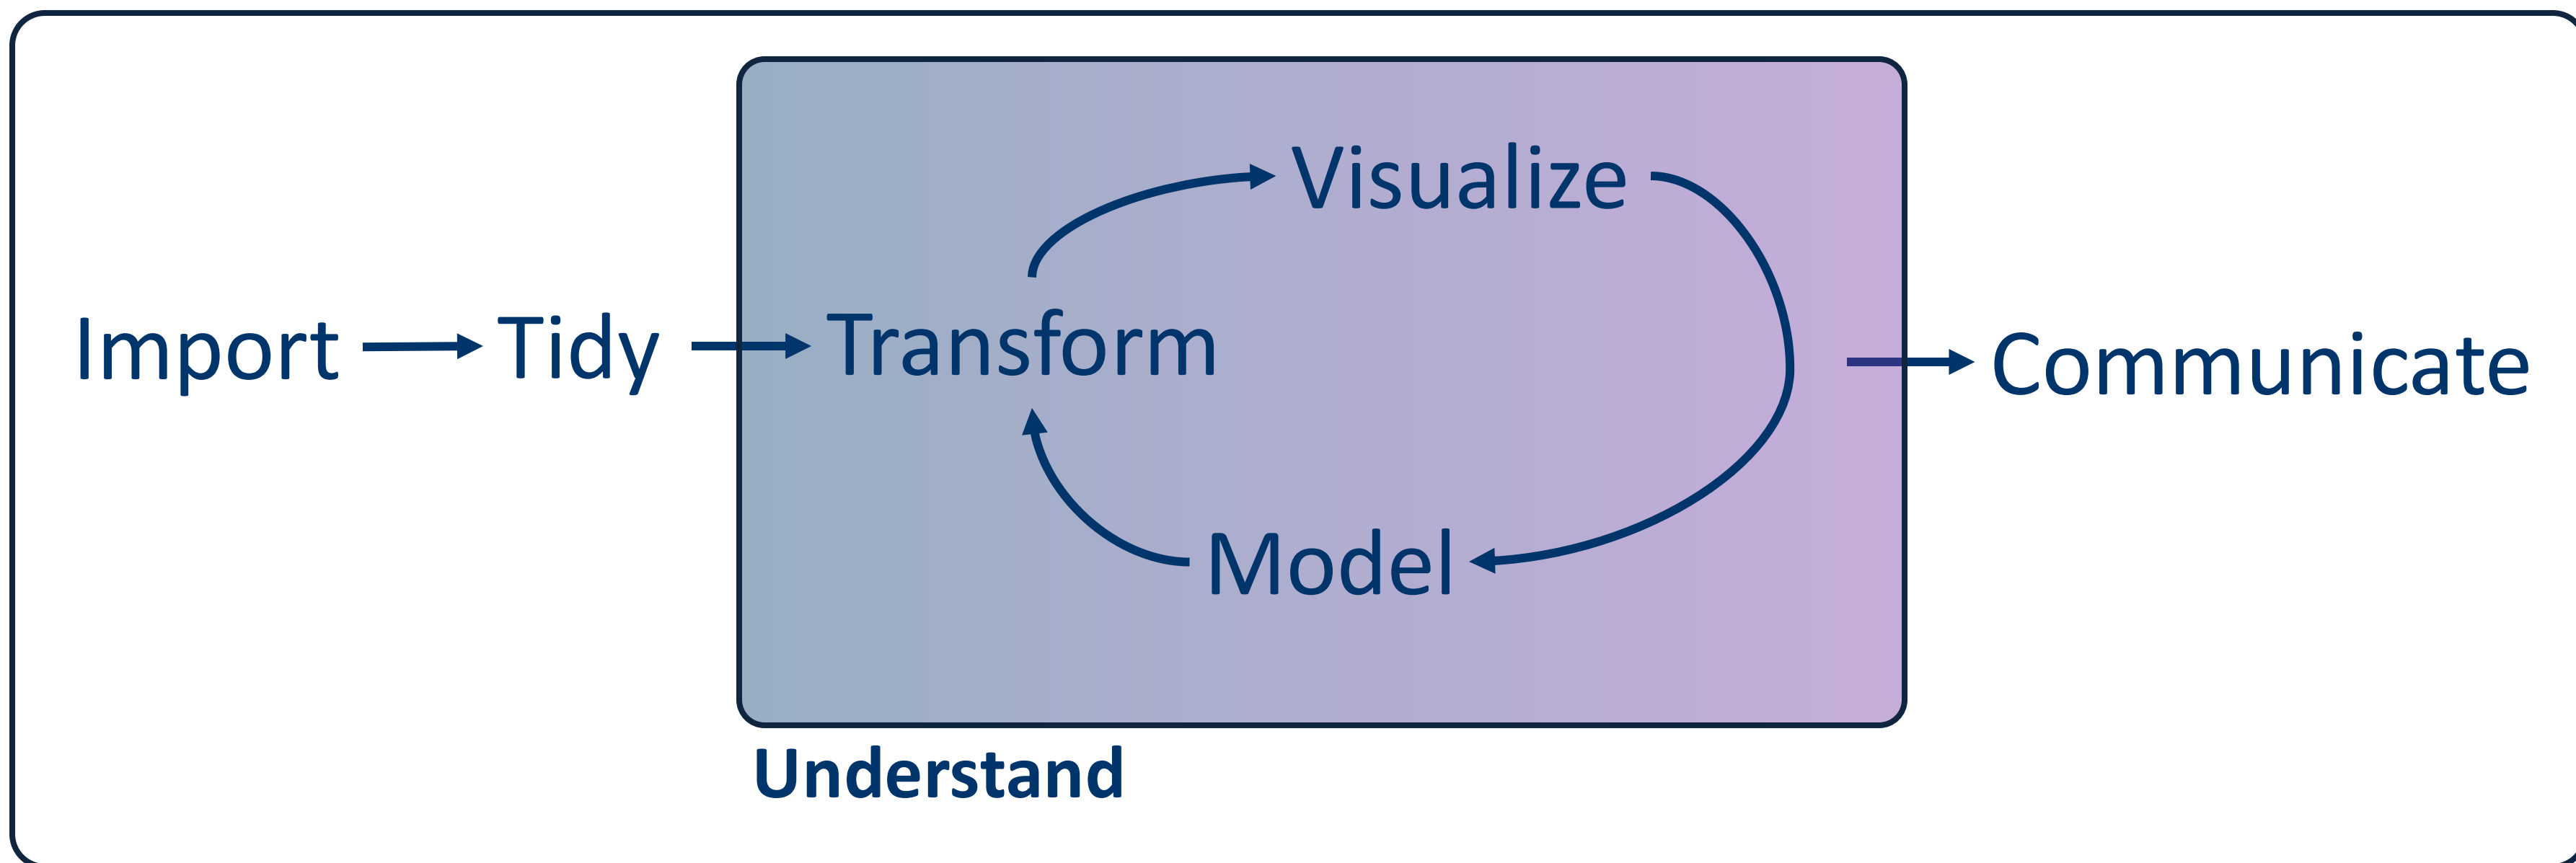 Import
Tidy
Transform
Visualize
Model
Communicate
Understand